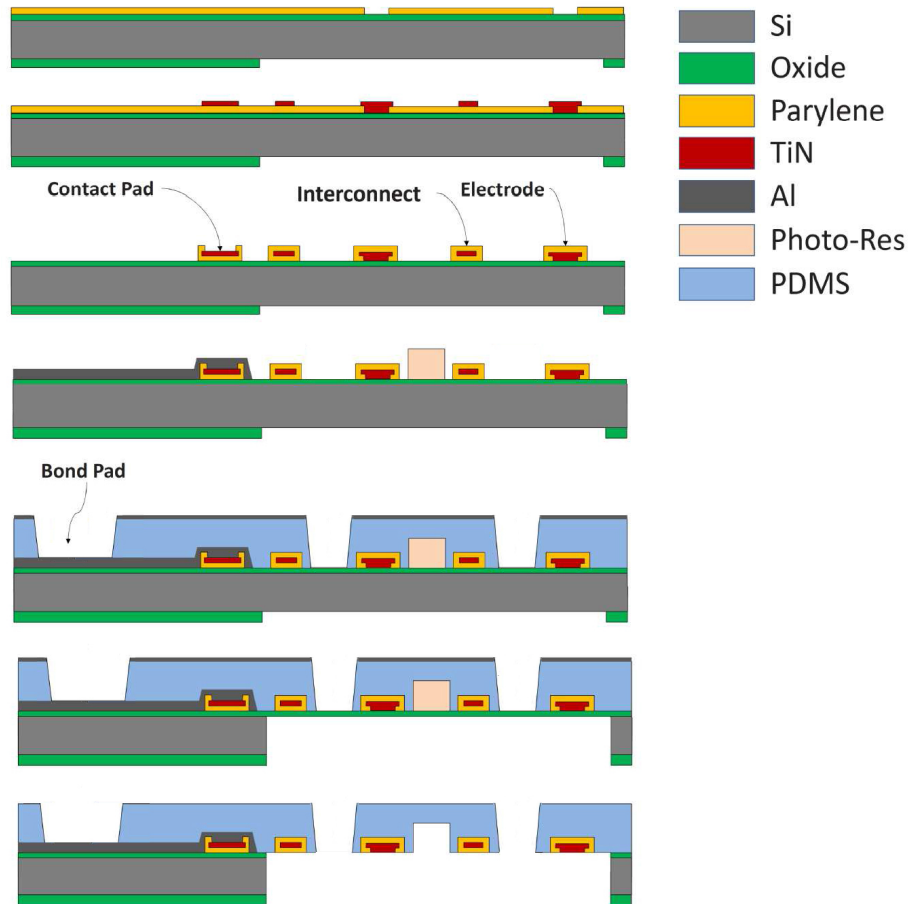 Si
Oxide
Parylene
TiN
Al
Photo-Res
PDMS
Contact Pad
Interconnect
Electrode
Bond Pad